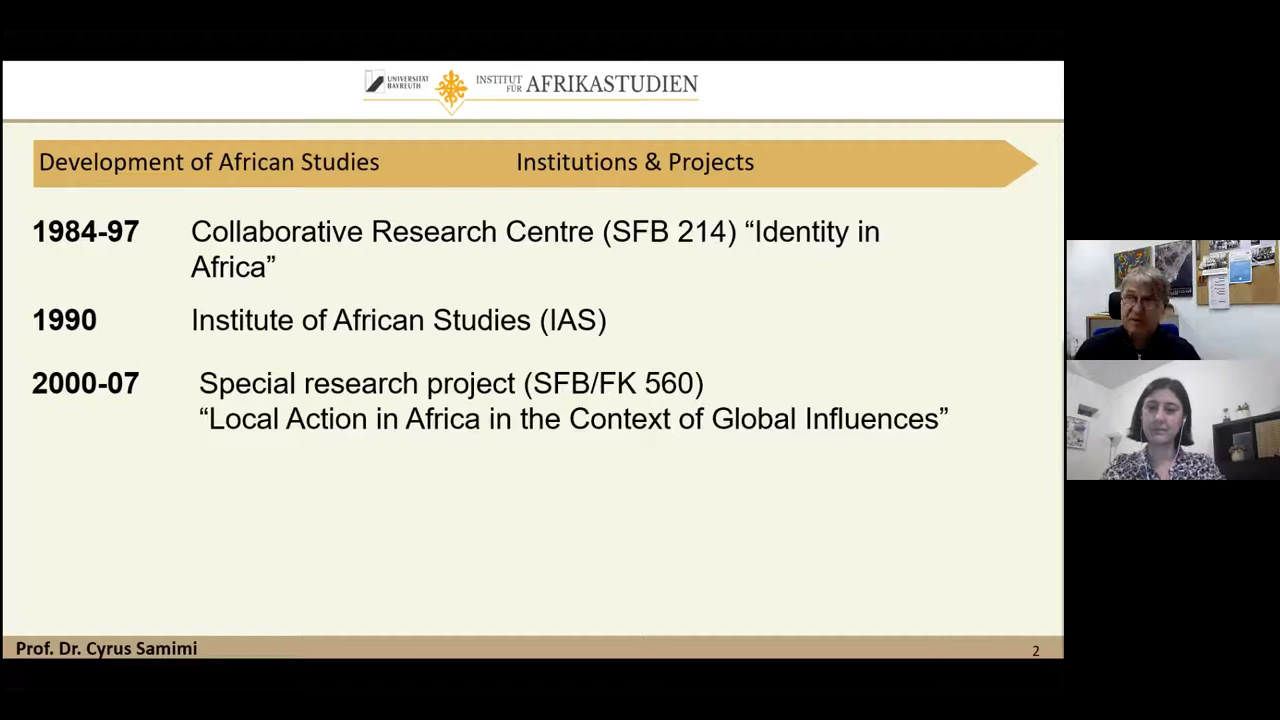 UNIVERSITÄT
BAYREUTH
INSTITUT
FÜR AFRIKASTUDIEN
Development of African Studies Institutions & Projects
1984-97 Collaborative Research Centre (SFB 214) “Identity in
Africa”
1990 Institute of African Studies (IAS)
2000-07 Special research project (SFB/FK 560)
“Local Action in Africa in the Context of Global Influences”
Prof. Dr. Cyrus Samimi 2